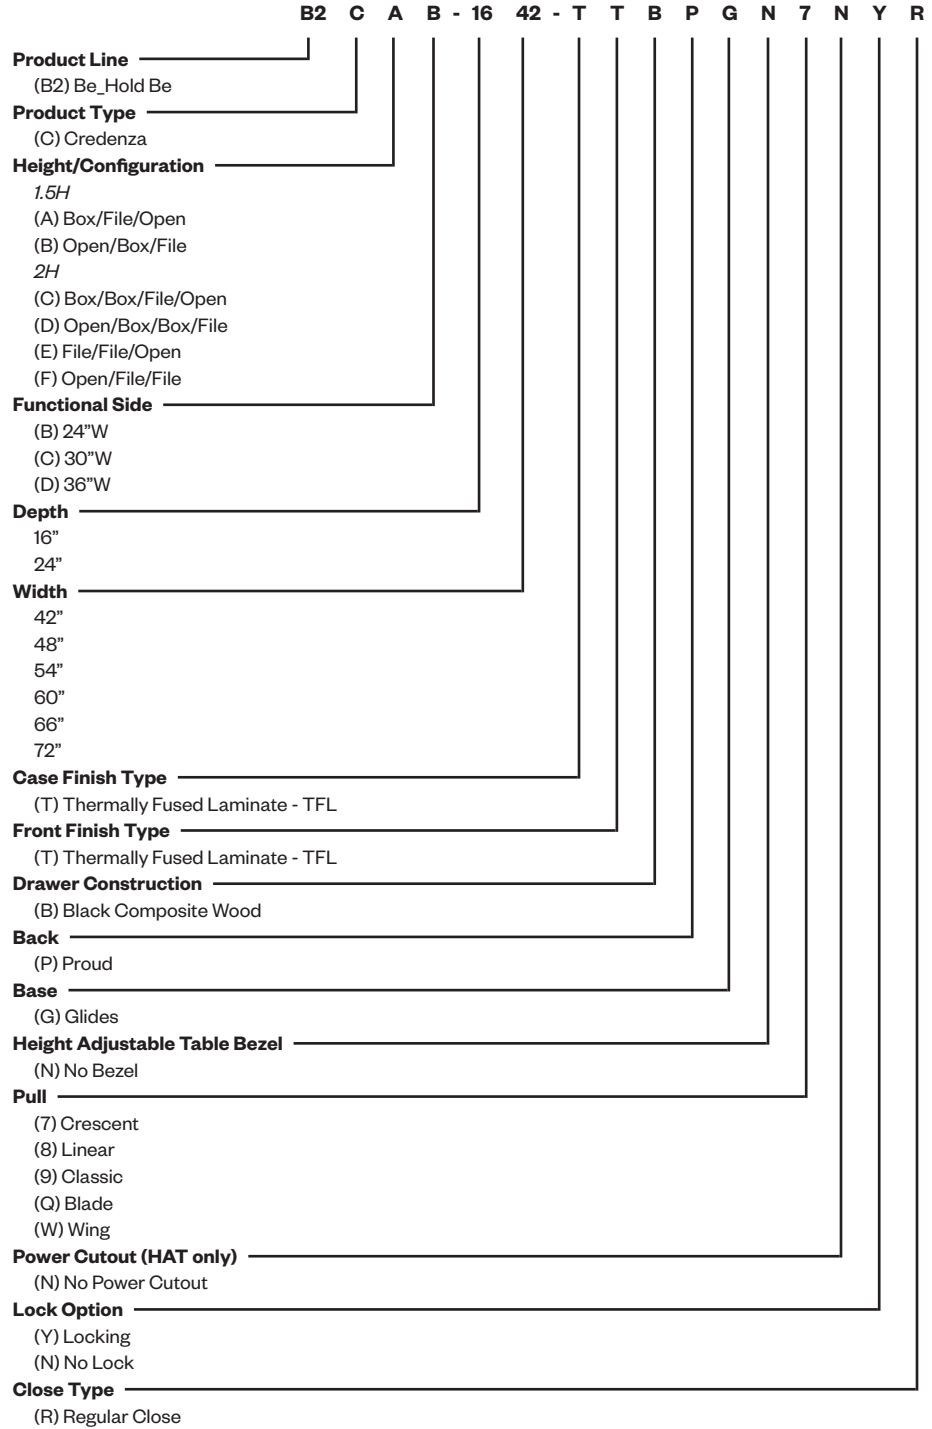 B2 C A B - 16 42 - T T B P G N 7 N Y R
Product Line
(B2) Be_Hold Be
Product Type
(C) Credenza
Height/Configuration
1.5H
(A) Box/File/Open
(B) Open/Box/File
2H
(C) Box/Box/File/Open
(D) Open/Box/Box/File
(E) File/File/Open
(F) Open/File/File
Functional Side
(B) 24”W
(C) 30”W
(D) 36”W
Depth
16”
24”
Width
42”
48”
54”
60”
66”
72”
Case Finish Type
(T) Thermally Fused Laminate - TFL
Front Finish Type
(T) Thermally Fused Laminate - TFL
Drawer Construction
(B) Black Composite Wood
Back
(P) Proud
Base
(G) Glides
Height Adjustable Table Bezel
(N) No Bezel
Pull
(7) Crescent
(8) Linear
(9) Classic
(Q) Blade
(W) Wing
Power Cutout (HAT only)
(N) No Power Cutout
Lock Option
(Y) Locking
(N) No Lock
Close Type
(R) Regular Close